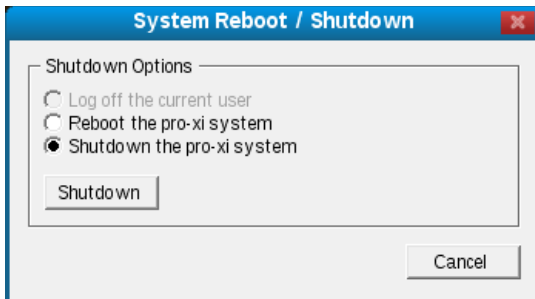 System Reboot / Shutdown
Shutdown Options
Log off the current user
Reboot the pro-xi system
Shutdown the pro-xi system
Shutdown
Cancel